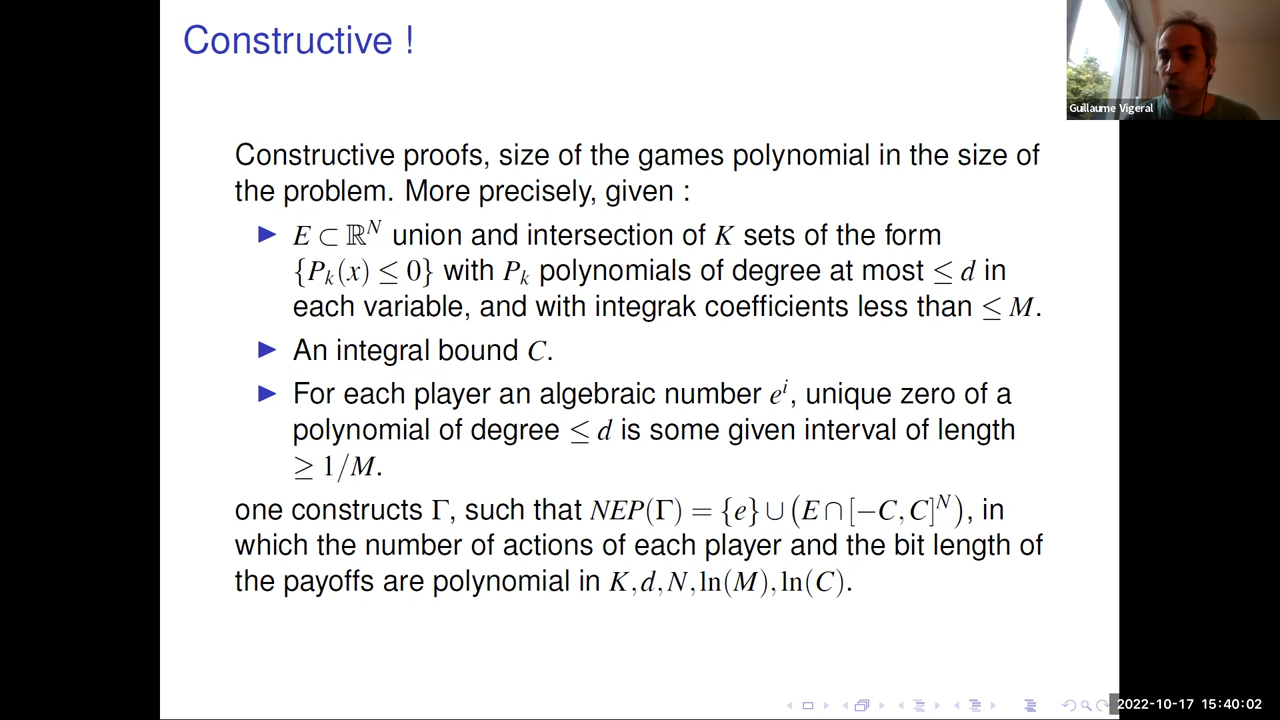 Constructive !
Guillaume Vigeral
Constructive proofs, size of the games polynomial in the size of
the problem. More precisely, given :
▶ E ⊂ ℝ^N union and intersection of K sets of the form
{P_k(x) ≤ 0} with P_k polynomials of degree at most ≤ d in
each variable, and with integrak coefficients less than ≤ M.
▶ An integral bound C.
▶ For each player an algebraic number e^i, unique zero of a
polynomial of degree ≤ d is some given interval of length
≥ 1/M.
one constructs Γ, such that NEP(Γ) = {e} ∪ (E ∩ [−C, C]^N), in
which the number of actions of each player and the bit length of
the payoffs are polynomial in K, d, N, ln(M), ln(C).
2022-10-17 15:40:02